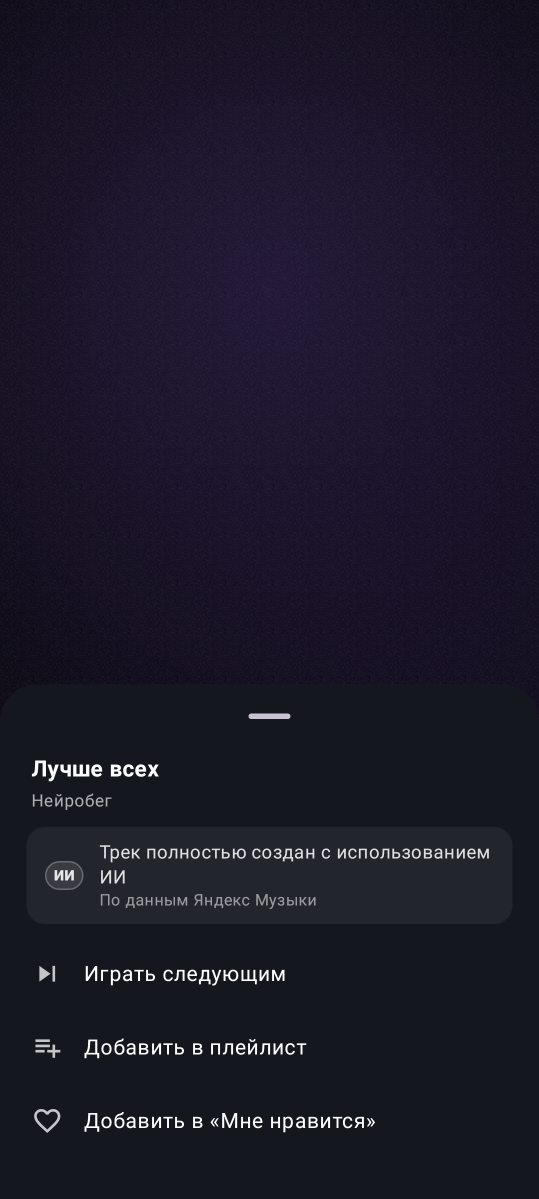 Лучше всех
Нейробег
Трек полностью создан с использованием
ИИ
ИИ
По данным Яндекс Музыки
Играть следующим
Добавить в плейлист
Добавить в «Мне нравится»